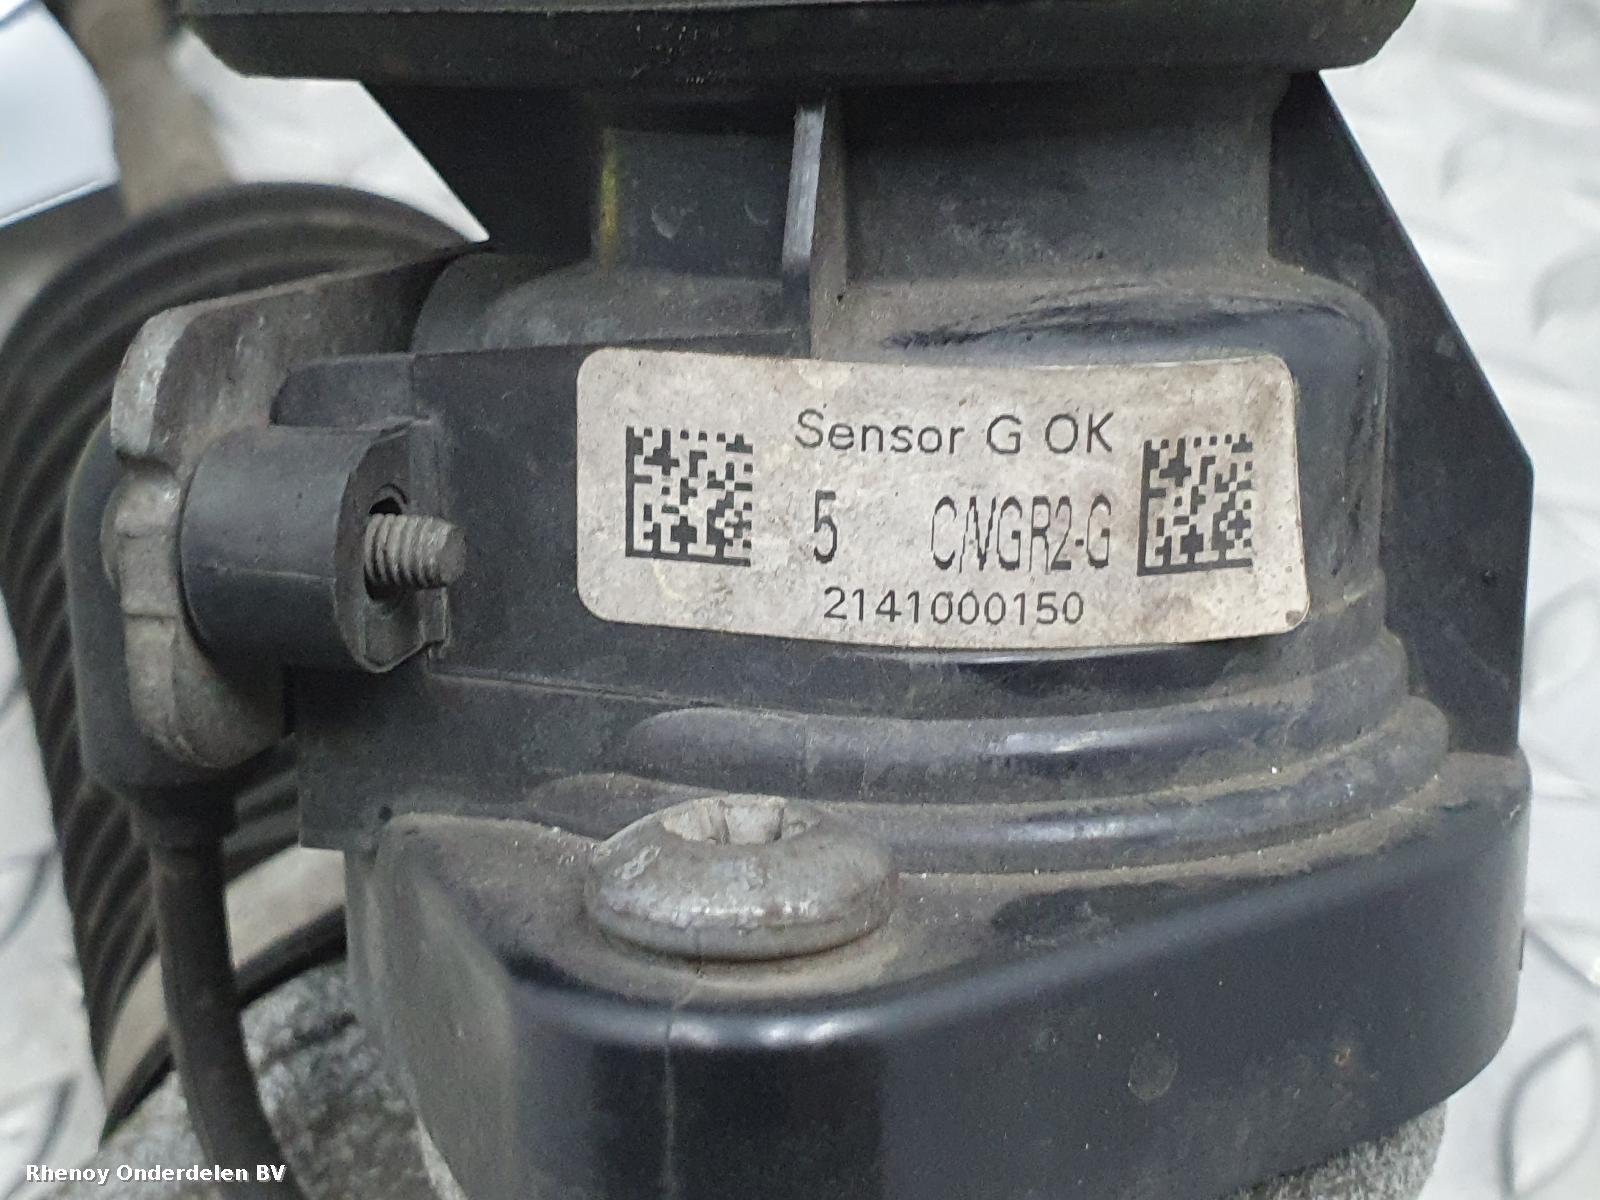 Sensor G OK
5 C/VGR2-G
2141000150
Rhenoy Onderdelen BV